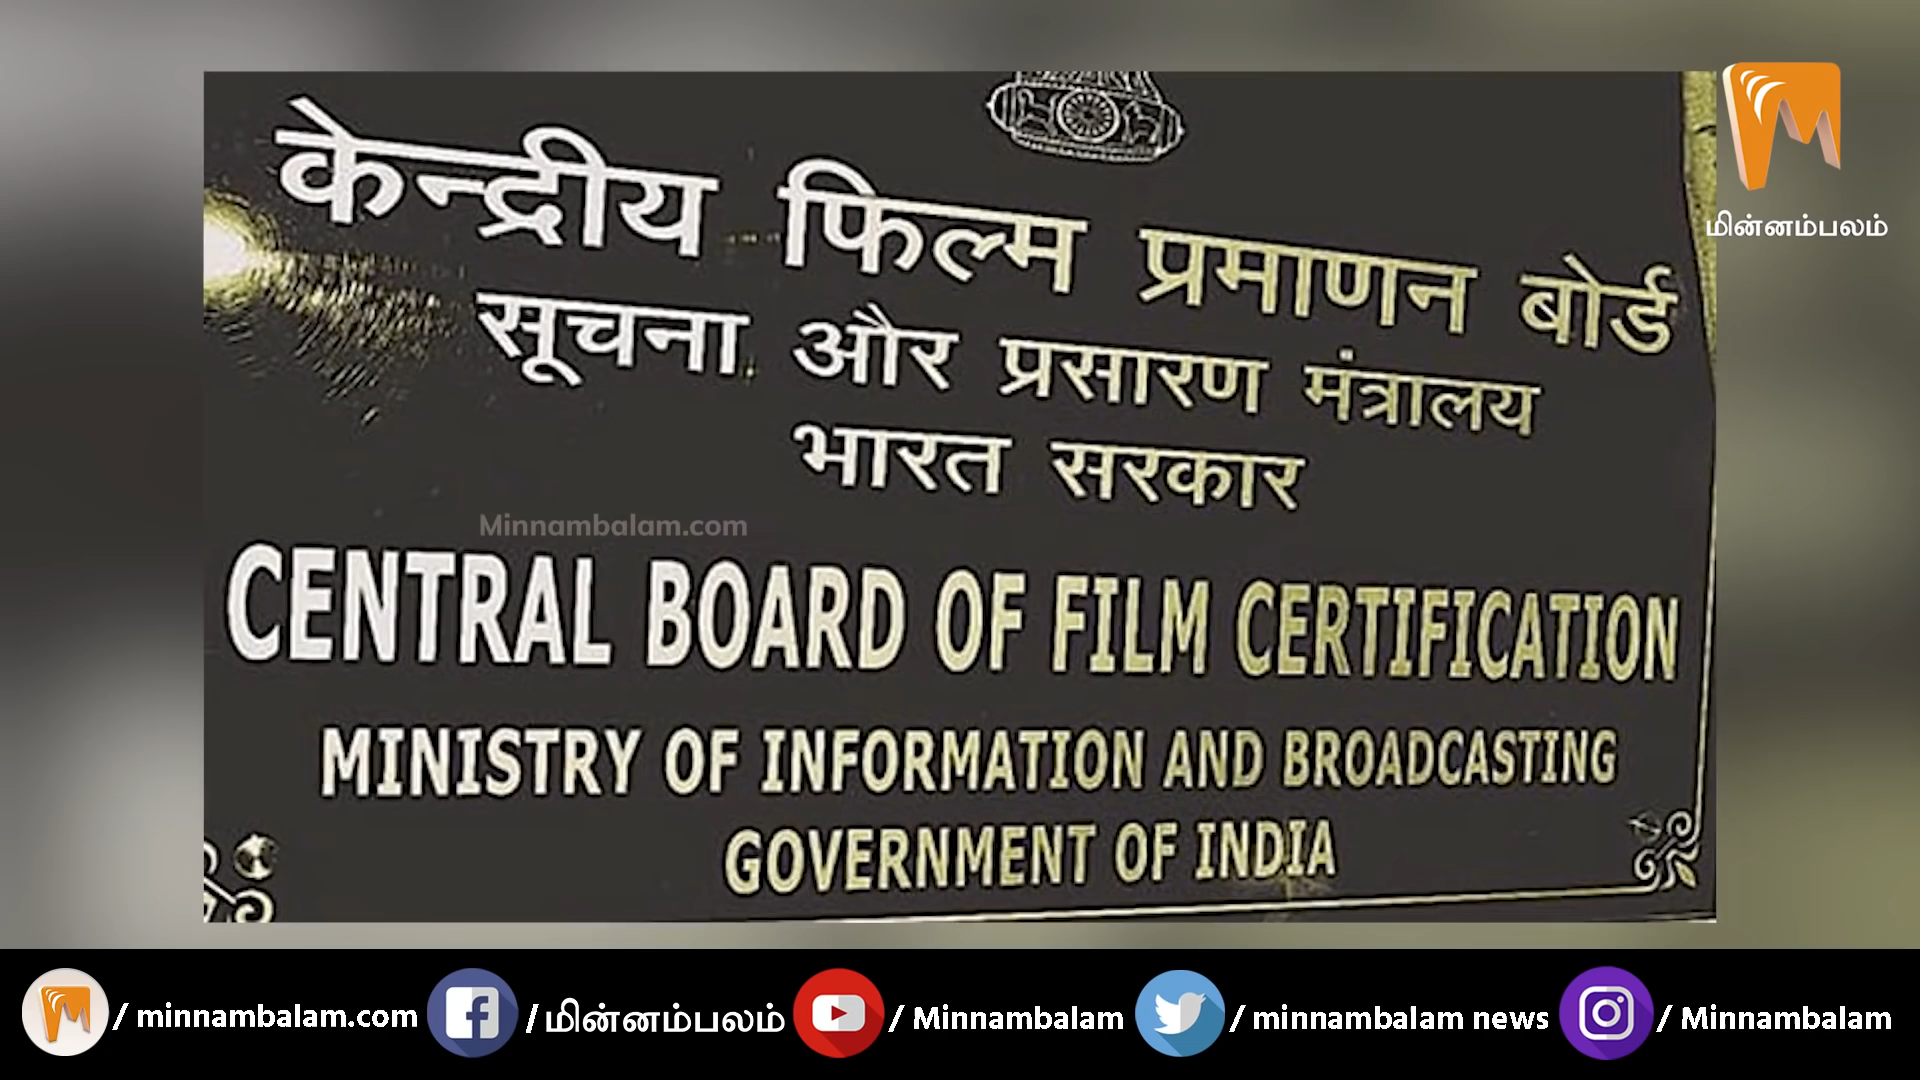 மின்னம்பலம்
केन्द्रीय फिल्म प्रमाणन बोर्ड
सूचना और प्रसारण मंत्रालय
भारत सरकार
Minnambalam.com
CENTRAL BOARD OF FILM CERTIFICATION
MINISTRY OF INFORMATION AND BROADCASTING
GOVERNMENT OF INDIA
/ minnambalam.com / மின்னம்பலம் / Minnambalam / minnambalam news / Minnambalam